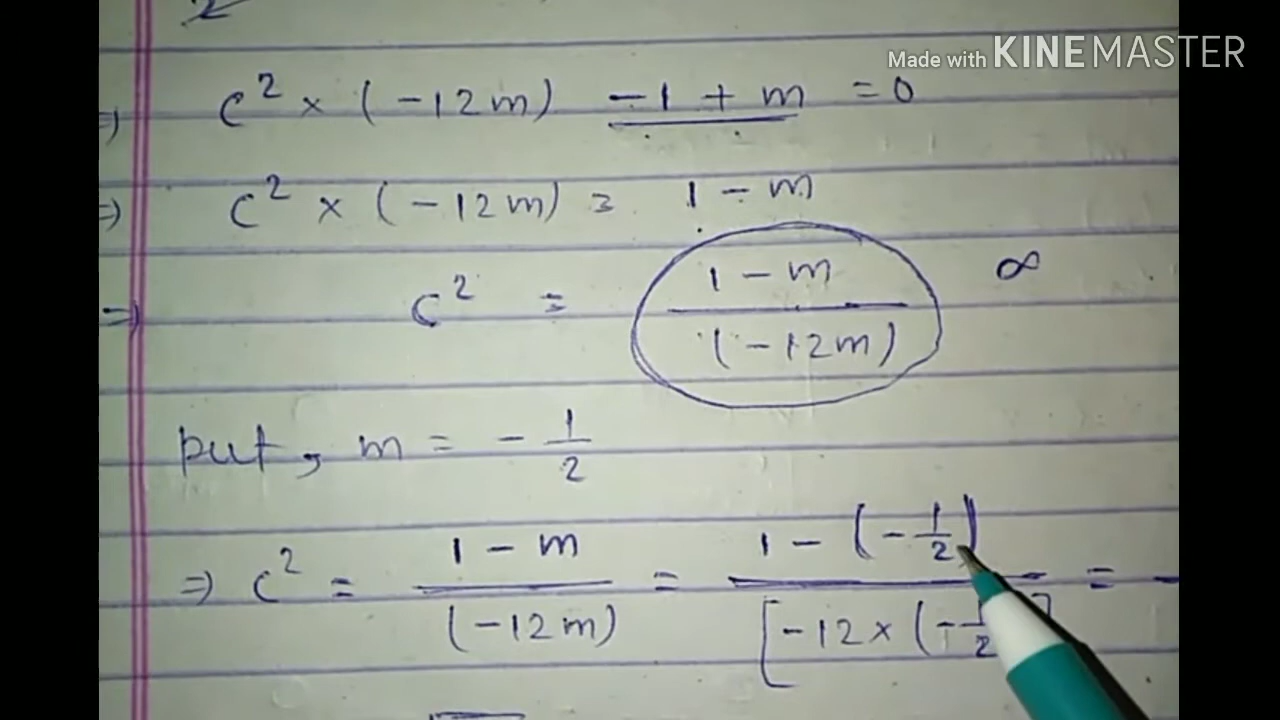 Made with KINEMASTER
2
⇒ c² × (-12m) -1 + m = 0
⇒ c² × (-12m) = 1 - m
⇒ c² = (1 - m)/(-12m) ∞
put, m = - 1/2
⇒ c² = (1 - m)/(-12m) = (1 - (-1/2))/[-12 × (-1/2)] = -